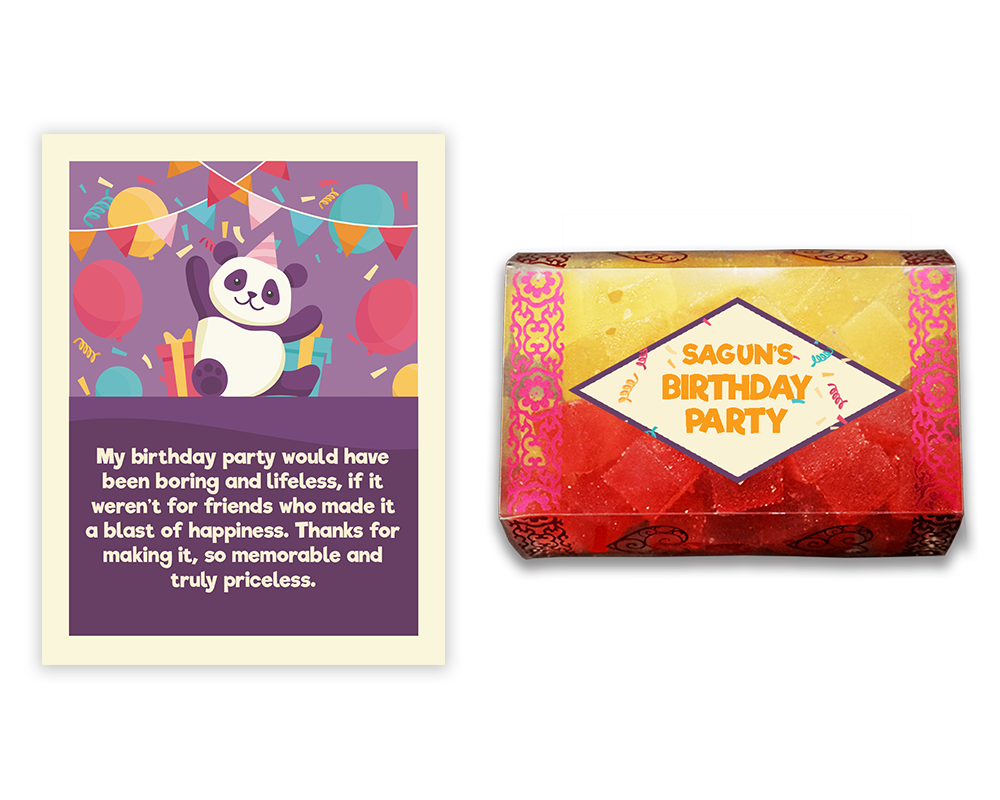 My birthday party would have
been boring and lifeless, if it
weren't for friends who made it
a blast of happiness. Thanks for
making it, so memorable and
truly priceless.
SAGUN'S
BIRTHDAY
PARTY